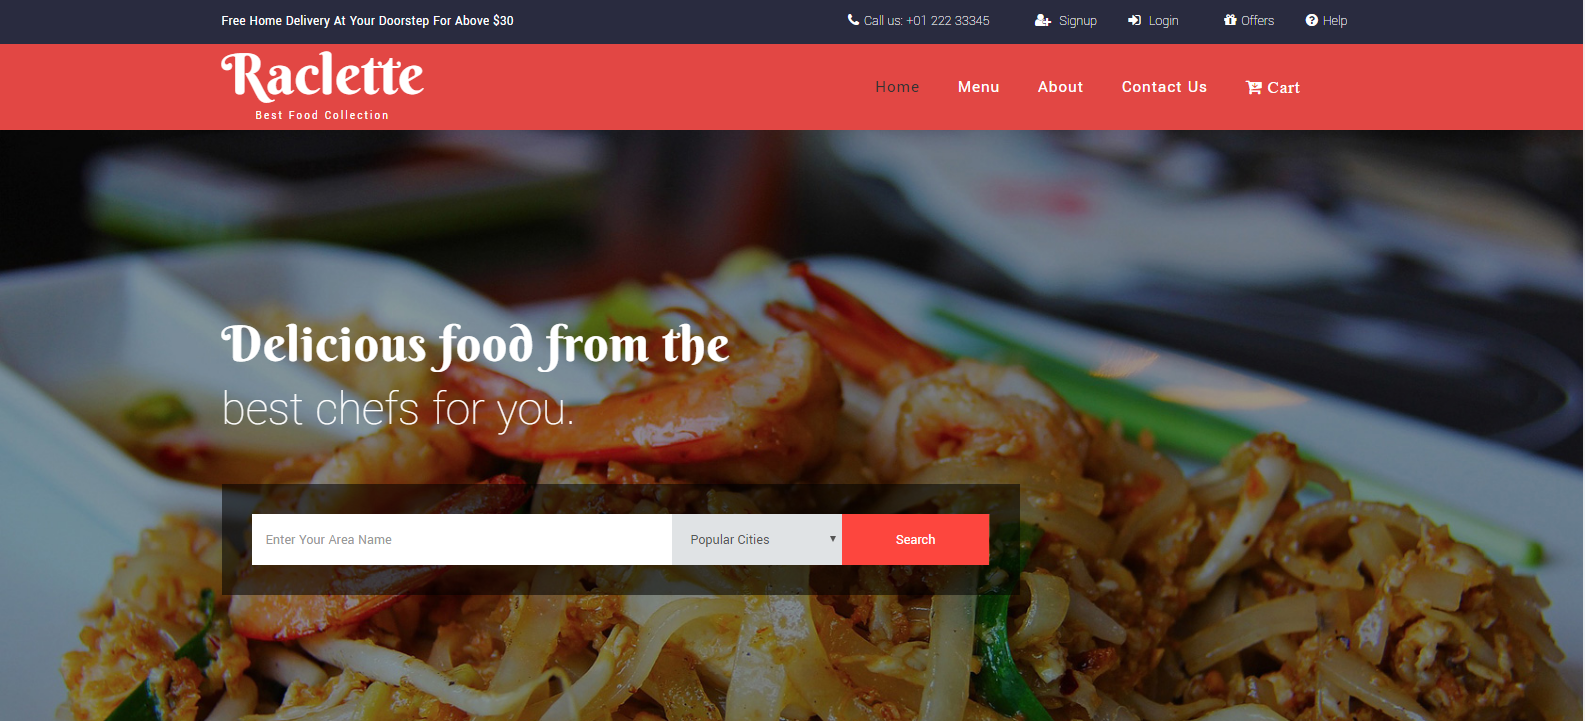 Free Home Delivery At Your Doorstep For Above $30
Call us: +01 222 33345 Signup Login Offers Help
Raclette
Best Food Collection
Home Menu About Contact Us Cart
Delicious food from the
best chefs for you.
Enter Your Area Name Popular Cities Search